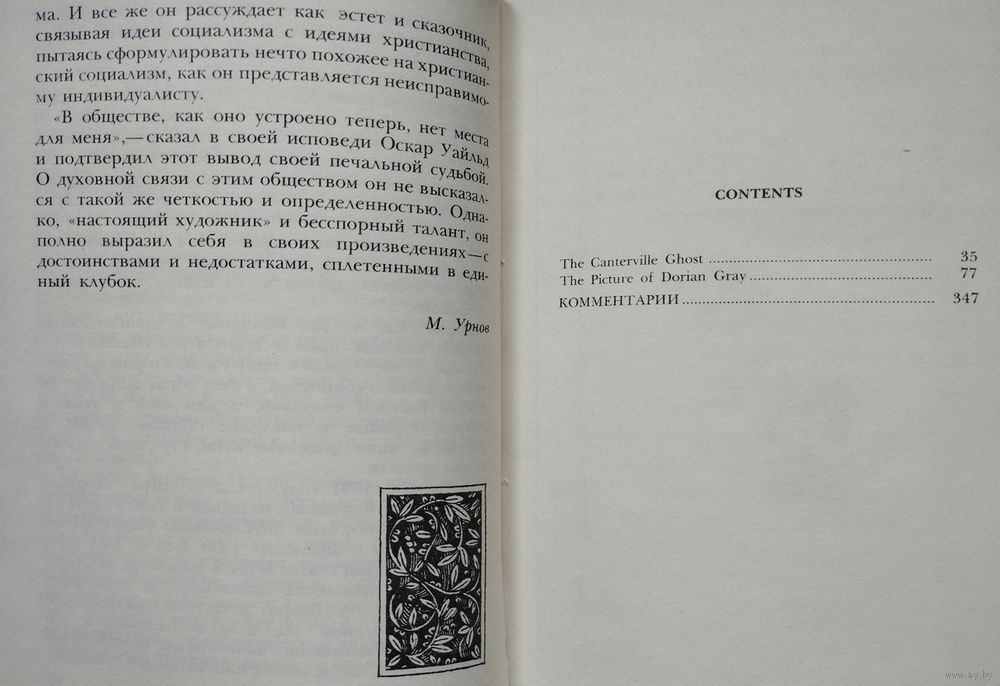 ма. И все же он рассуждает как эстет и сказочник,
связывая идеи социализма с идеями христианства,
пытаясь сформулировать нечто похожее на христиан-
ский социализм, как он представляется неисправимо-
му индивидуалисту.
«В обществе, как оно устроено теперь, нет места
для меня»,—сказал в своей исповеди Оскар Уайльд
и подтвердил этот вывод своей печальной судьбой.
О духовной связи с этим обществом он не высказал-
ся с такой же четкостью и определенностью. Одна-
ко, «настоящий художник» и бесспорный талант, он
полно выразил себя в своих произведениях—с
достоинствами и недостатками, сплетенными в еди-
ный клубок.
М. Урнов
CONTENTS
The Canterville Ghost ........ 35
The Picture of Dorian Gray ........ 77
КОММЕНТАРИИ ........ 347
www.ay.by